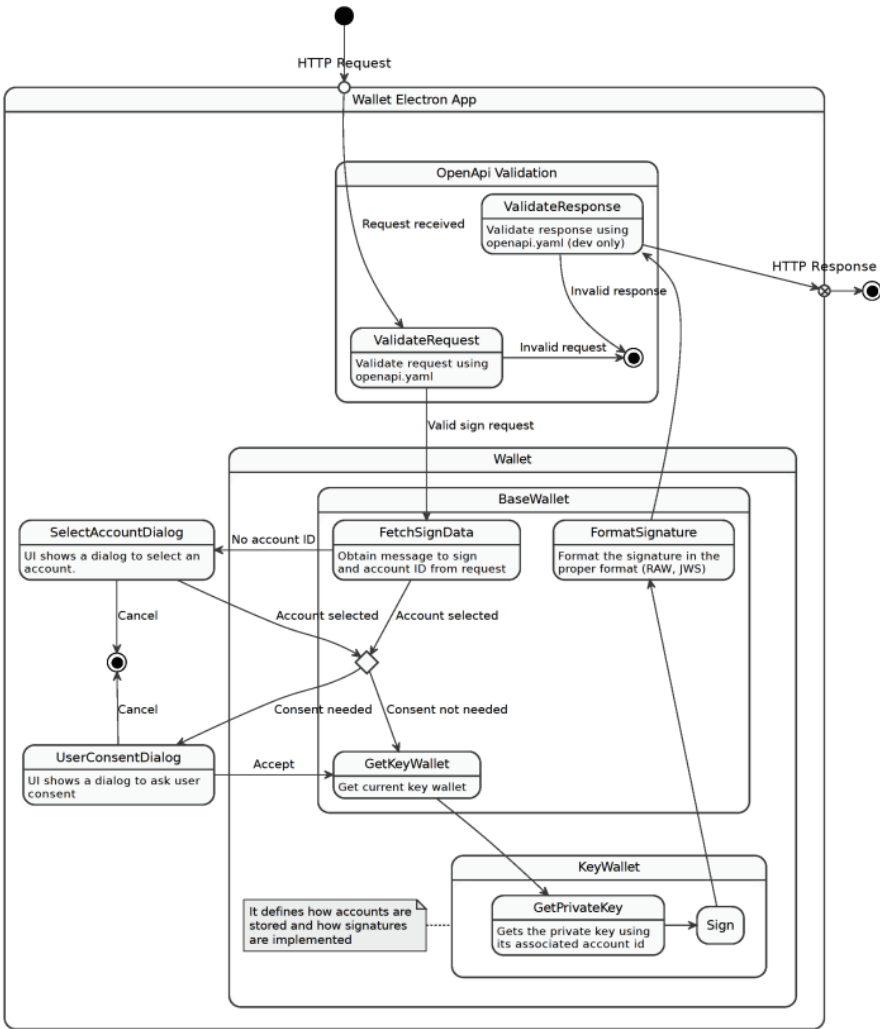 HTTP Request
Wallet Electron App
OpenApi Validation
ValidateResponse
Validate response using
openapi.yaml (dev only)
Request received
HTTP Response
Invalid response
ValidateRequest
Validate request using
openapi.yaml
Invalid request
Valid sign request
Wallet
BaseWallet
SelectAccountDialog
UI shows a dialog to select an
account.
No account ID
FetchSignData
Obtain message to sign
and account ID from request
FormatSignature
Format the signature in the
proper format (RAW, JWS)
Cancel
Account selected
Account selected
Cancel
Consent needed
Consent not needed
UserConsentDialog
UI shows a dialog to ask user
consent
Accept
GetKeyWallet
Get current key wallet
KeyWallet
It defines how accounts are
stored and how signatures
are implemented
GetPrivateKey
Gets the private key using
its associated account id
Sign